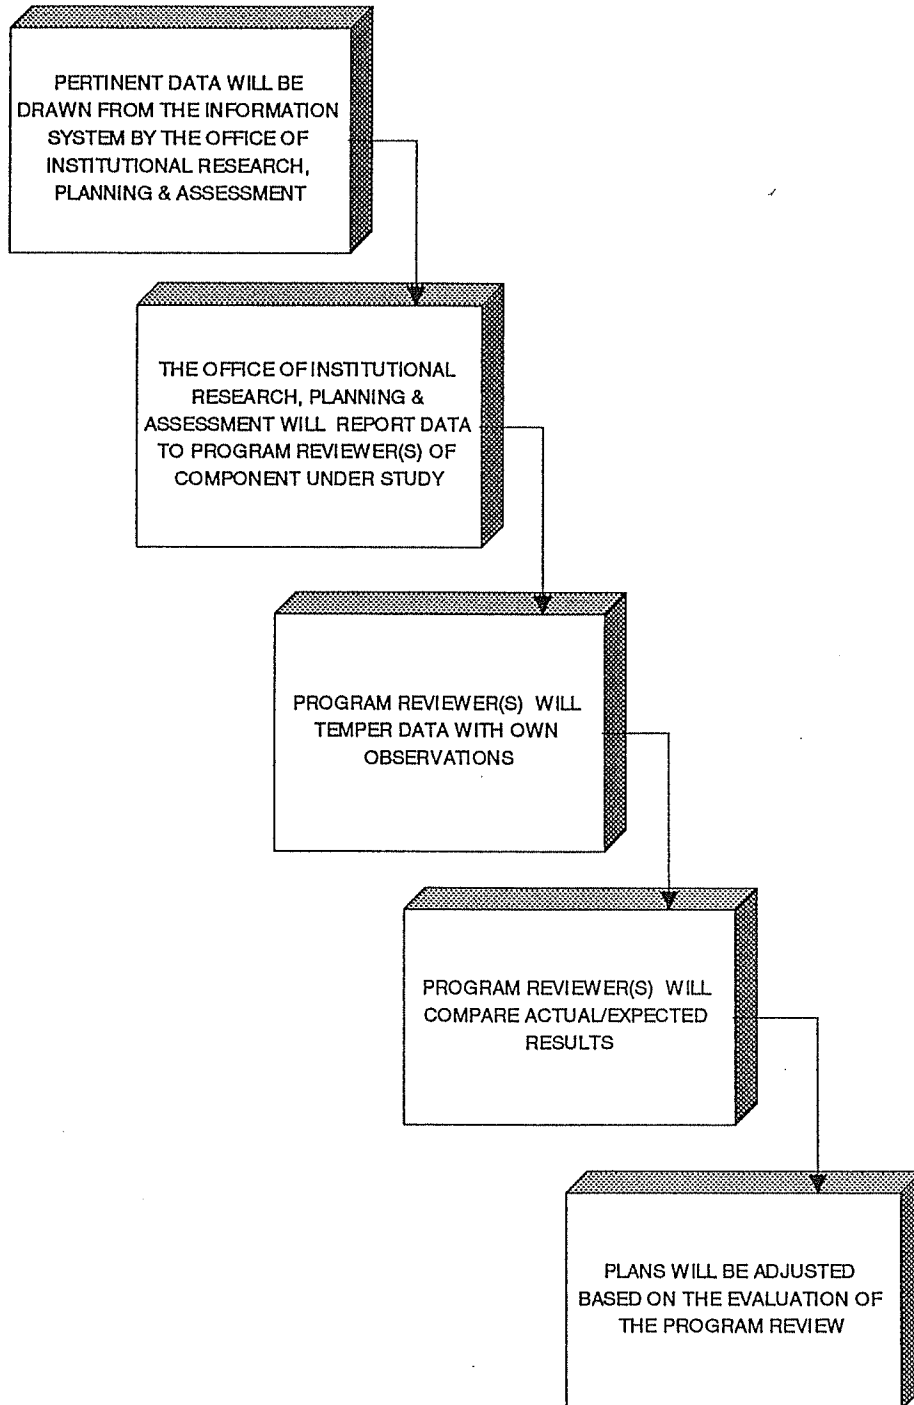 PERTINENT DATA WILL BE
DRAWN FROM THE INFORMATION
SYSTEM BY THE OFFICE OF
INSTITUTIONAL RESEARCH,
PLANNING & ASSESSMENT
THE OFFICE OF INSTITUTIONAL
RESEARCH, PLANNING &
ASSESSMENT WILL REPORT DATA
TO PROGRAM REVIEWER(S) OF
COMPONENT UNDER STUDY
PROGRAM REVIEWER(S) WILL
TEMPER DATA WITH OWN
OBSERVATIONS
PROGRAM REVIEWER(S) WILL
COMPARE ACTUAL/EXPECTED
RESULTS
PLANS WILL BE ADJUSTED
BASED ON THE EVALUATION OF
THE PROGRAM REVIEW